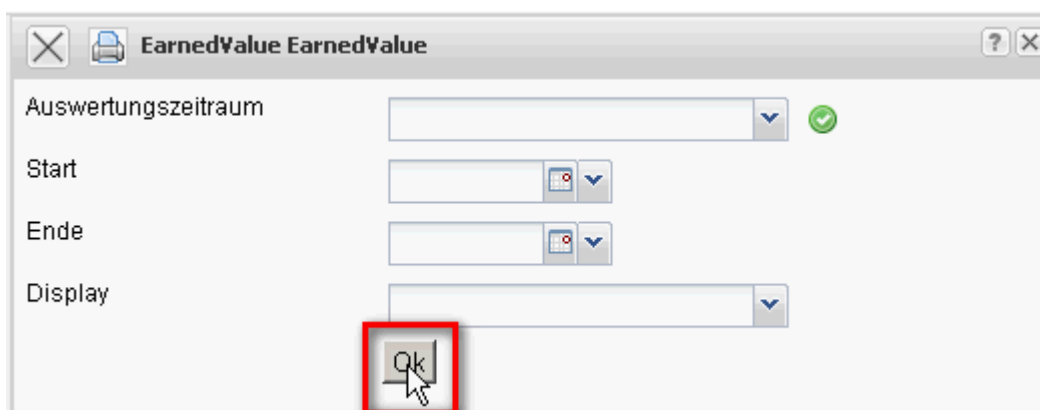 EarnedValue EarnedValue
Auswertungszeitraum
Start
Ende
Display
Ok